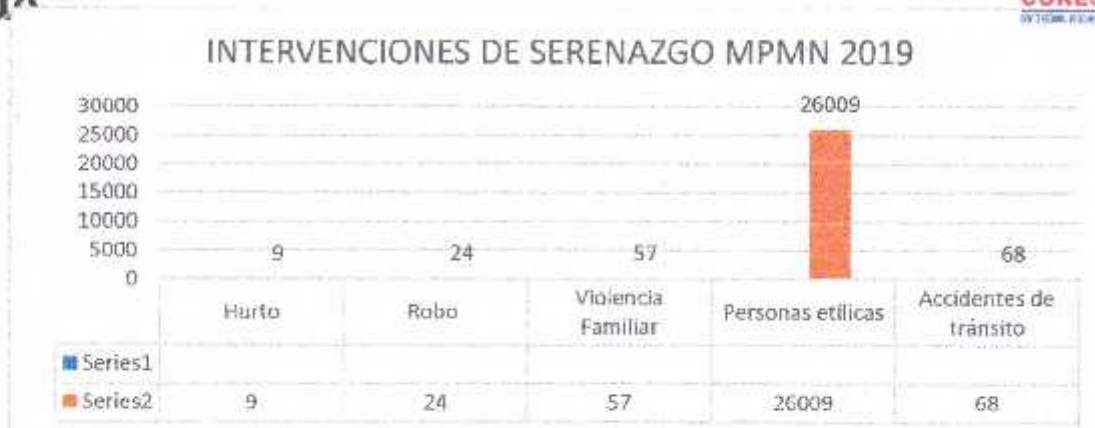 INTERVENCIONES DE SERENAZGO MPMN 2019
30000
25000
20000
15000
10000
5000
0
9 24 57 26009 68
Hurto Robo Violencia Familiar Personas etílicas Accidentes de tránsito
Series1
Series2 9 24 57 26009 68